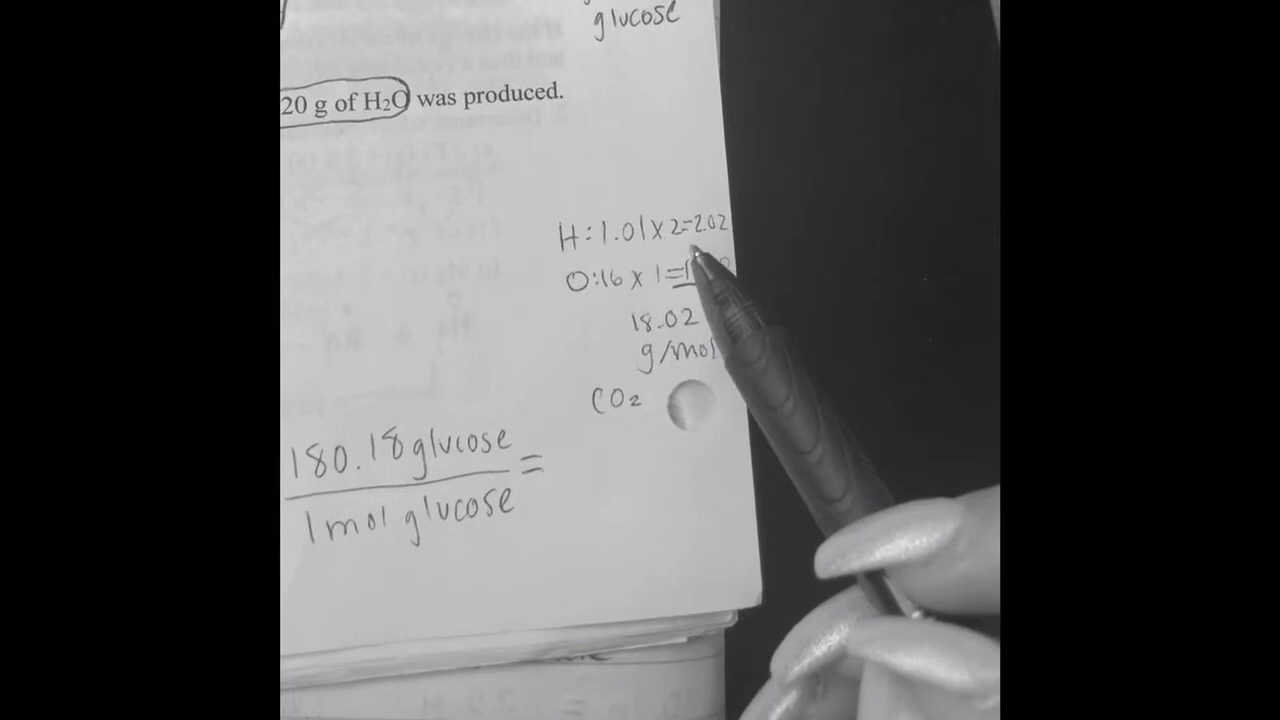 glucose
20 g of H₂O was produced.
H: 1.01 x 2 = 2.02
O: 16 x 1 =
18.02
g/mol
CO₂
180.18 glucose =
1 mol glucose